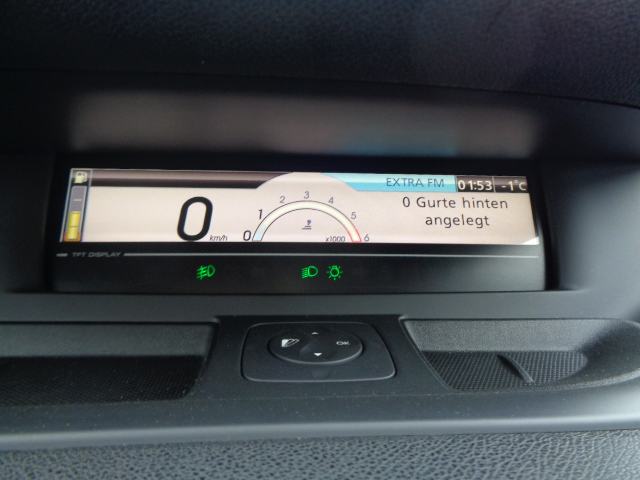 EXTRA FM 01:53 -1°C
0 Gurte hinten
angelegt
0 km/h
0 1 2 3 4 5 6
x1000
TFT DISPLAY
OK